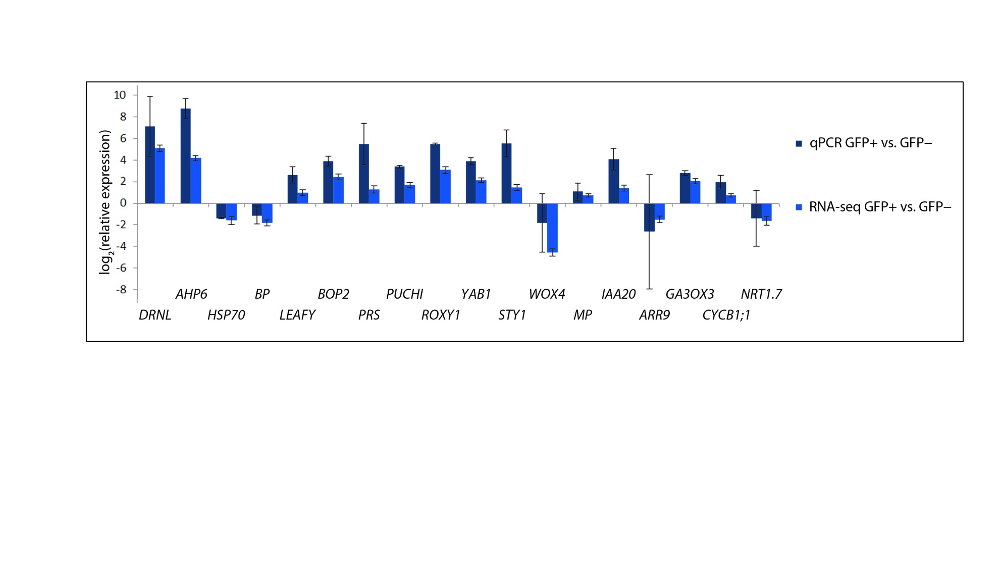 10
8
6
4
2
0
-2
-4
-6
-8
log2(relative expression)
AHP6 BP BOP2 PUCHI YAB1 WOX4 IAA20 GA3OX3 NRT1.7
DRNL HSP70 LEAFY PRS ROXY1 STY1 MP ARR9 CYCB1;1
qPCR GFP+ vs. GFP–
RNA-seq GFP+ vs. GFP–